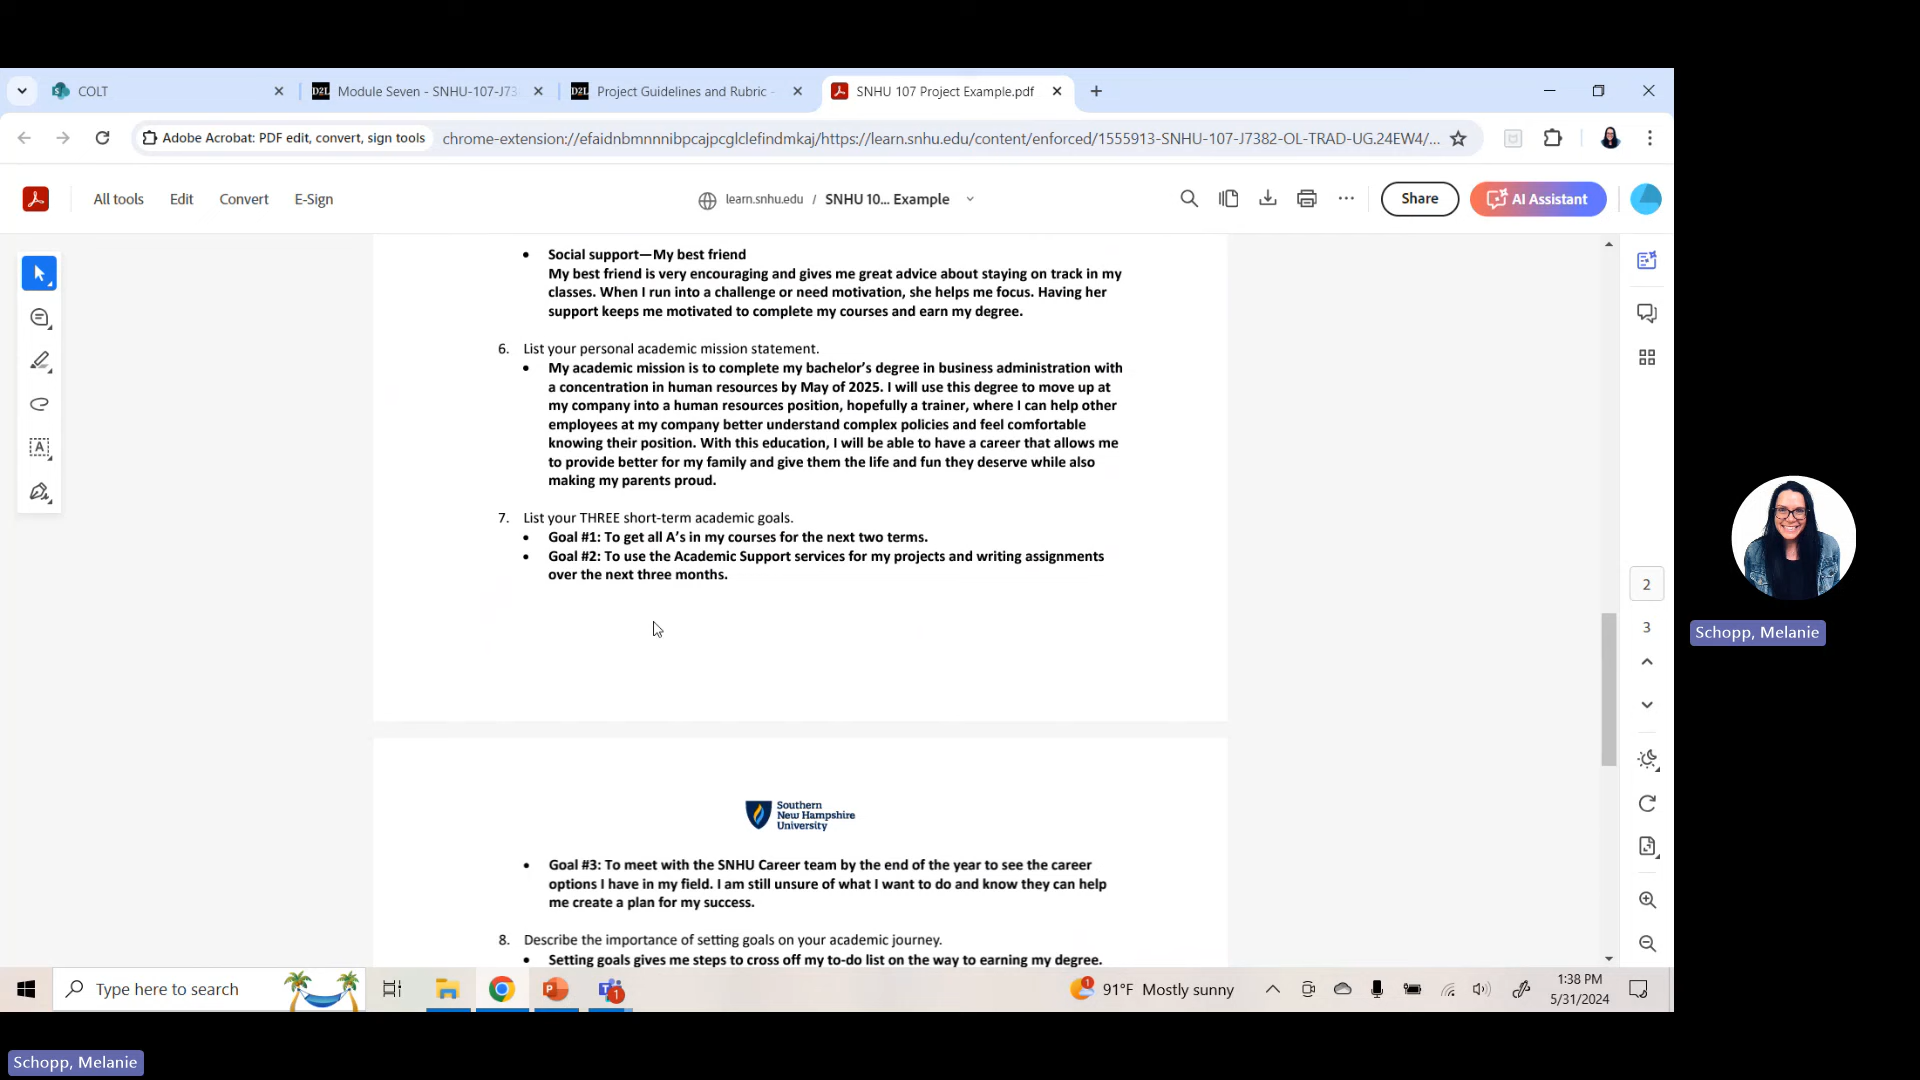 COLT
Module Seven - SNHU-107-J73
Project Guidelines and Rubric -
SNHU 107 Project Example.pdf
Adobe Acrobat: PDF edit, convert, sign tools
chrome-extension://efaidnbmnnnibpcajpcglclefindmkaj/https://learn.snhu.edu/content/enforced/1555913-SNHU-107-J7382-OL-TRAD-UG.24EW4/...
All tools
Edit
Convert
E-Sign
learn.snhu.edu / SNHU 10... Example
Share
AI Assistant
• Social support—My best friend
My best friend is very encouraging and gives me great advice about staying on track in my
classes. When I run into a challenge or need motivation, she helps me focus. Having her
support keeps me motivated to complete my courses and earn my degree.
6. List your personal academic mission statement.
• My academic mission is to complete my bachelor's degree in business administration with
a concentration in human resources by May of 2025. I will use this degree to move up at
my company into a human resources position, hopefully a trainer, where I can help other
employees at my company better understand complex policies and feel comfortable
knowing their position. With this education, I will be able to have a career that allows me
to provide better for my family and give them the life and fun they deserve while also
making my parents proud.
7. List your THREE short-term academic goals.
• Goal #1: To get all A's in my courses for the next two terms.
• Goal #2: To use the Academic Support services for my projects and writing assignments
over the next three months.
2
3
Schopp, Melanie
Southern
New Hampshire
University
• Goal #3: To meet with the SNHU Career team by the end of the year to see the career
options I have in my field. I am still unsure of what I want to do and know they can help
me create a plan for my success.
8. Describe the importance of setting goals on your academic journey.
• Setting goals gives me steps to cross off my to-do list on the way to earning my degree.
Type here to search
1
1
91°F Mostly sunny
1:38 PM
5/31/2024
Schopp, Melanie